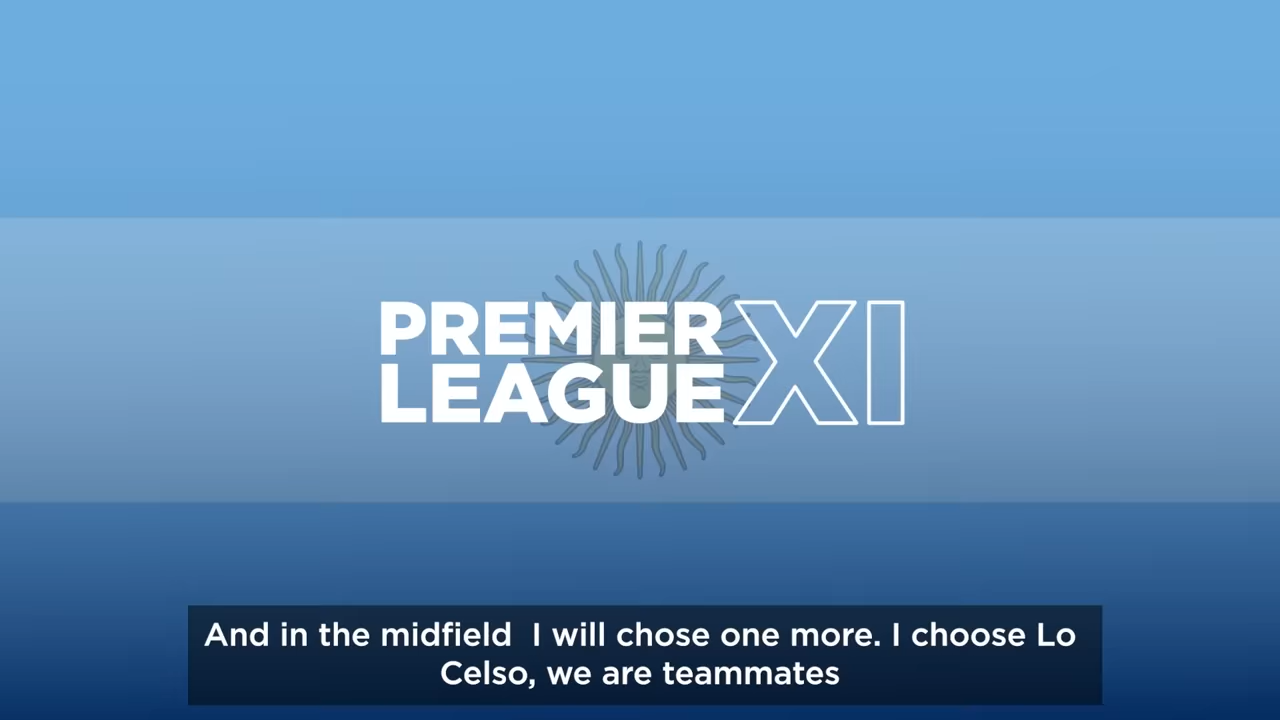 PREMIER
LEAGUE XI
And in the midfield  I will chose one more. I choose Lo
Celso, we are teammates